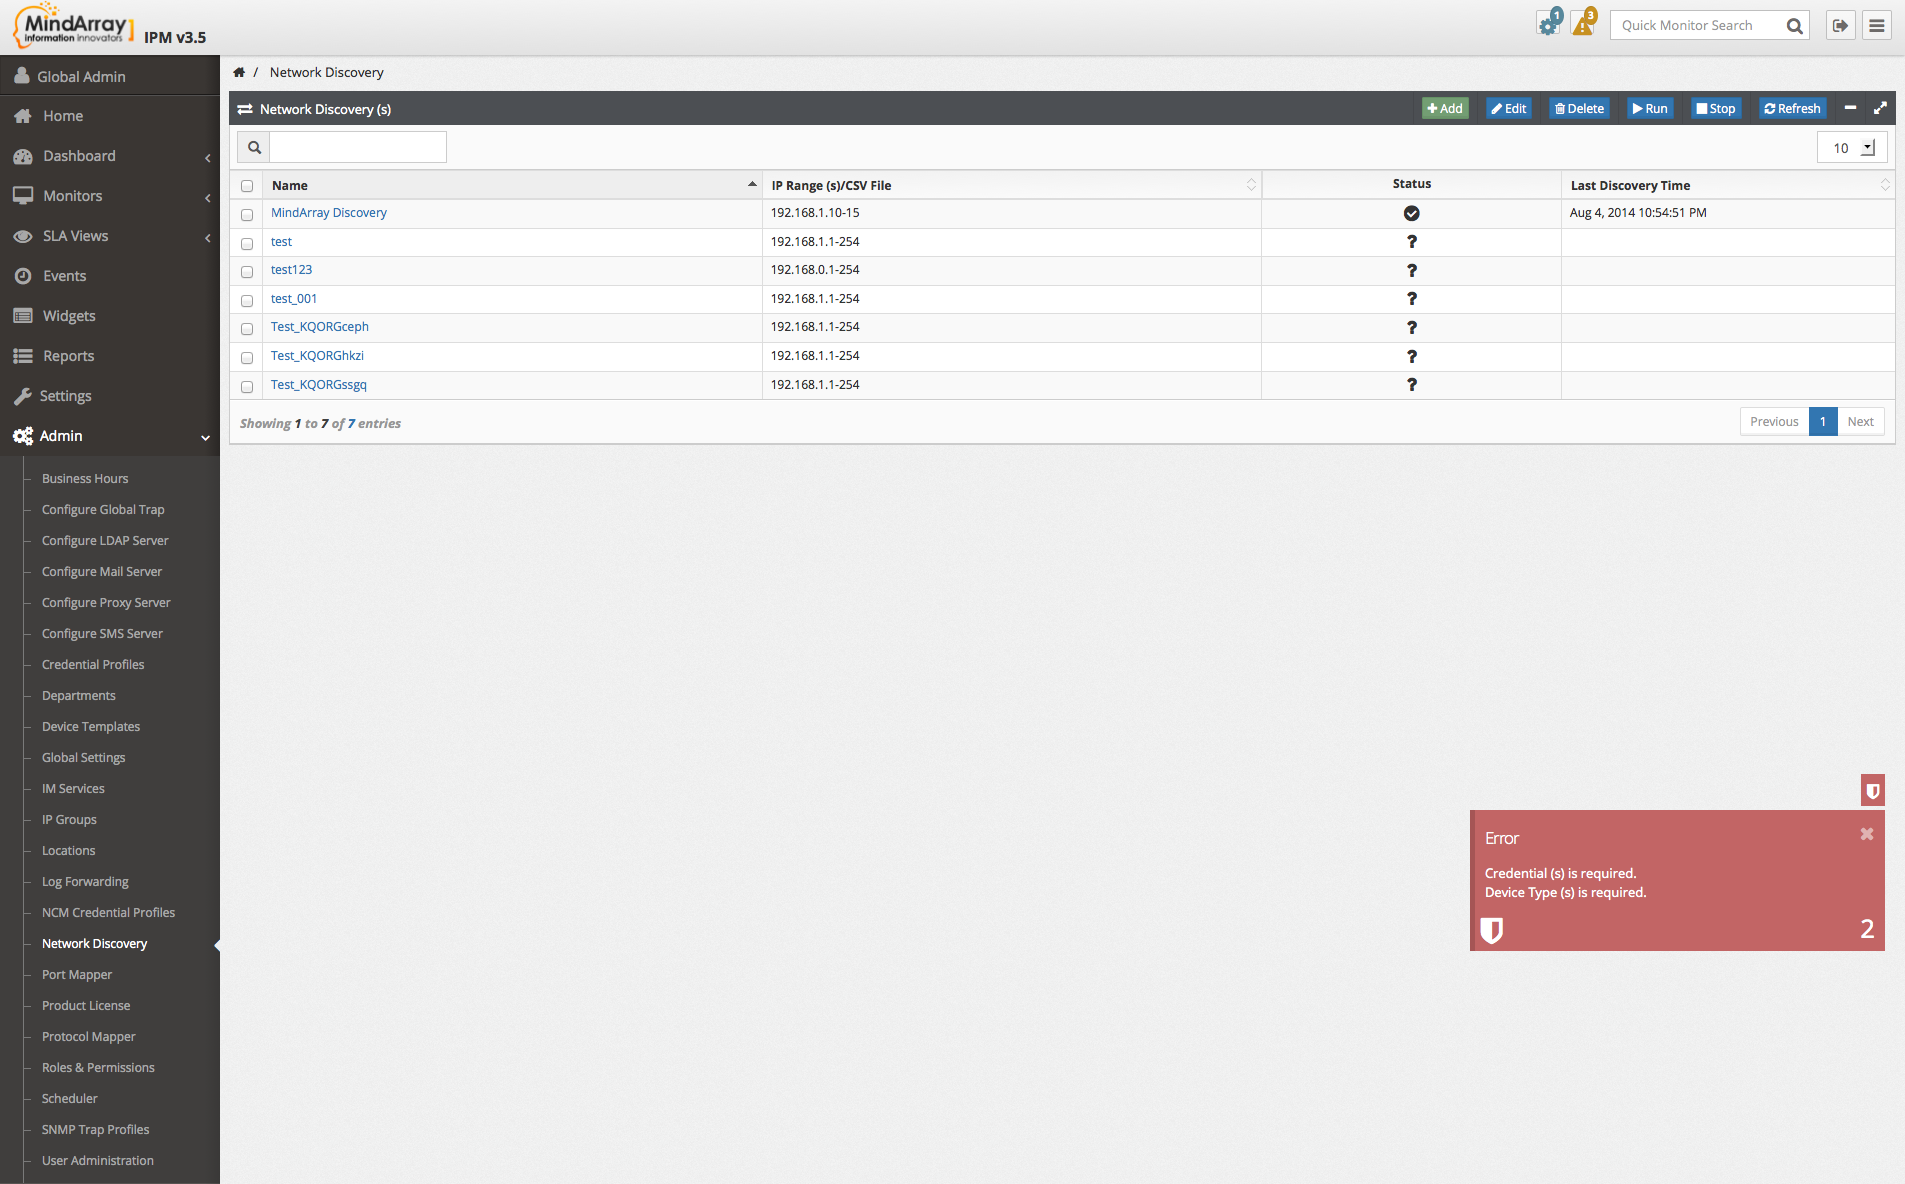 MindArray
Information Innovators
IPM v3.5
1
3
Quick Monitor Search
Global Admin
Home
Dashboard
Monitors
SLA Views
Events
Widgets
Reports
Settings
Admin
Business Hours
Configure Global Trap
Configure LDAP Server
Configure Mail Server
Configure Proxy Server
Configure SMS Server
Credential Profiles
Departments
Device Templates
Global Settings
IM Services
IP Groups
Locations
Log Forwarding
NCM Credential Profiles
Network Discovery
Port Mapper
Product License
Protocol Mapper
Roles & Permissions
Scheduler
SNMP Trap Profiles
User Administration
/ Network Discovery
Network Discovery (s)
Add Edit Delete Run Stop Refresh
10
Name IP Range (s)/CSV File Status Last Discovery Time
MindArray Discovery 192.168.1.10-15 Aug 4, 2014 10:54:51 PM
test 192.168.1.1-254 ?
test123 192.168.0.1-254 ?
test_001 192.168.1.1-254 ?
Test_KQORGceph 192.168.1.1-254 ?
Test_KQORGhkzi 192.168.1.1-254 ?
Test_KQORGssgq 192.168.1.1-254 ?
Showing 1 to 7 of 7 entries
Previous 1 Next
Error
Credential (s) is required.
Device Type (s) is required.
2